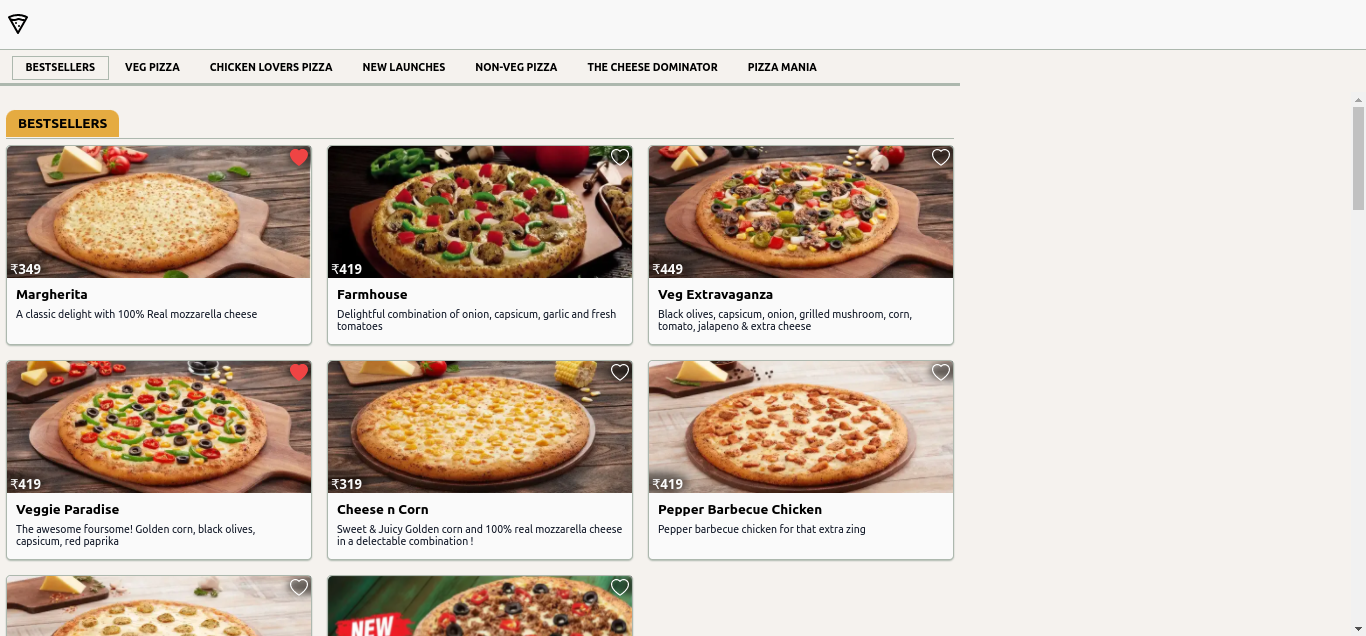 BESTSELLERS VEG PIZZA CHICKEN LOVERS PIZZA NEW LAUNCHES NON-VEG PIZZA THE CHEESE DOMINATOR PIZZA MANIA
BESTSELLERS
₹349
Margherita
A classic delight with 100% Real mozzarella cheese
₹419
Farmhouse
Delightful combination of onion, capsicum, garlic and fresh
tomatoes
₹449
Veg Extravaganza
Black olives, capsicum, onion, grilled mushroom, corn,
tomato, jalapeno & extra cheese
₹419
Veggie Paradise
The awesome foursome! Golden corn, black olives,
capsicum, red paprika
₹319
Cheese n Corn
Sweet & Juicy Golden corn and 100% real mozzarella cheese
in a delectable combination !
₹419
Pepper Barbecue Chicken
Pepper barbecue chicken for that extra zing
NEW